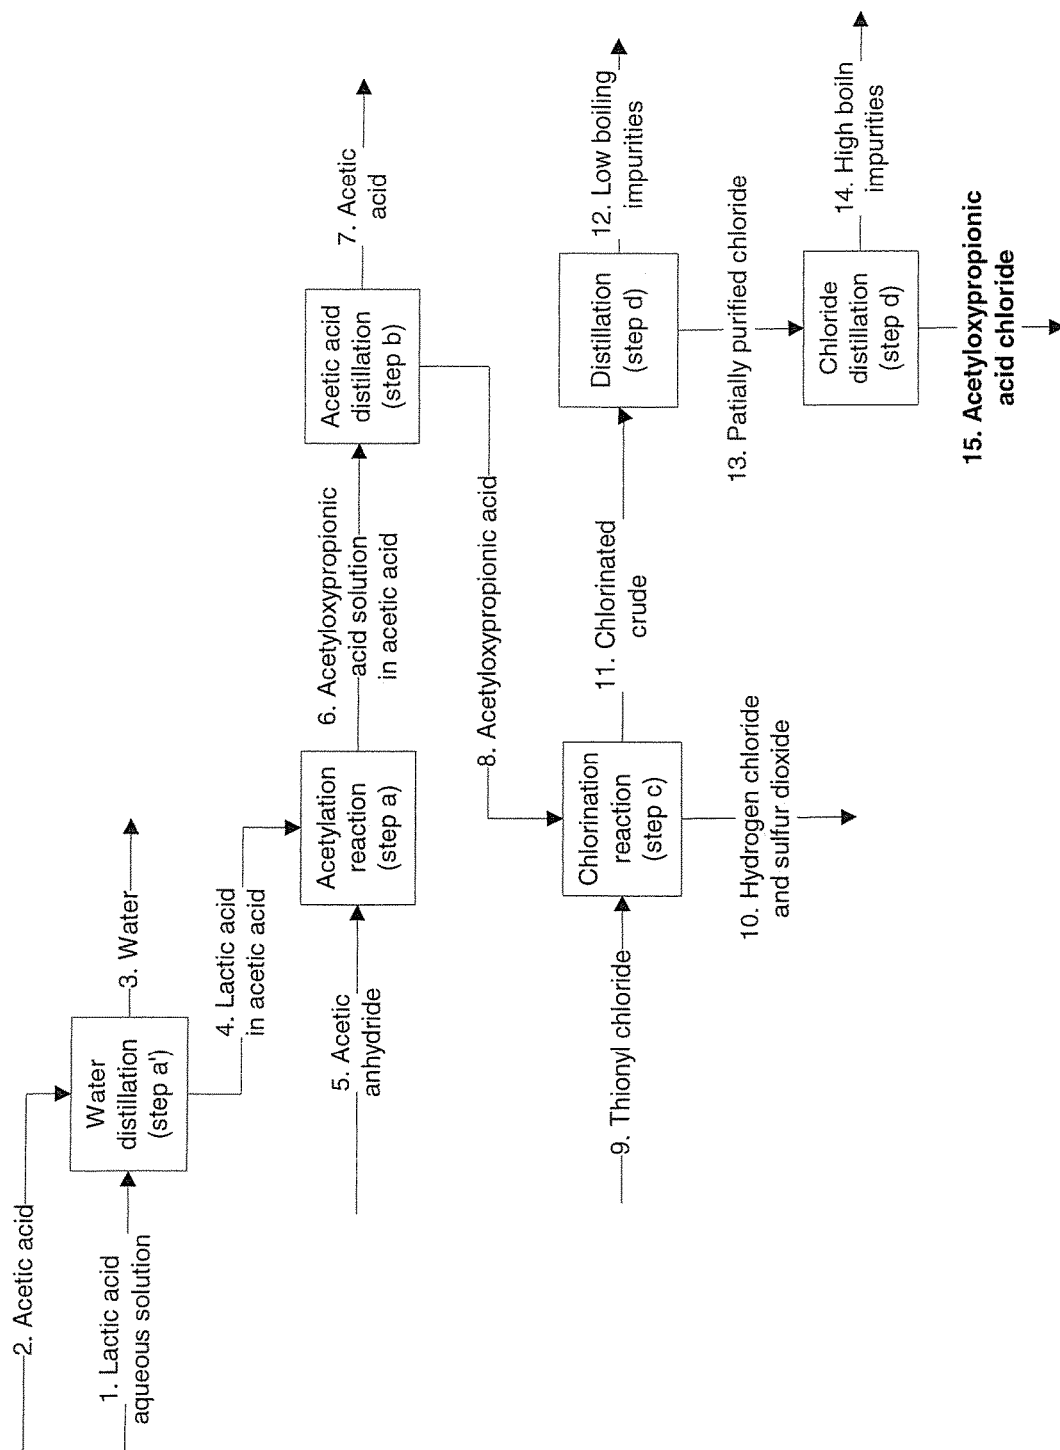 2. Acetic acid
1. Lactic acid
aqueous solution
Water
distillation
(step a')
3. Water
4. Lactic acid
in acetic acid
5. Acetic
anhydride
Acetylation
reaction
(step a)
6. Acetyloxypropionic
acid solution
in acetic acid
Acetic acid
distillation
(step b)
7. Acetic
acid
8. Acetyloxypropionic acid
9. Thionyl chloride
Chlorination
reaction
(step c)
10. Hydrogen chloride
and sulfur dioxide
11. Chlorinated
crude
Distillation
(step d)
12. Low boiling
impurities
13. Patially purified chloride
Chloride
distillation
(step d)
14. High boiln
impurities
15. Acetyloxypropionic
acid chloride